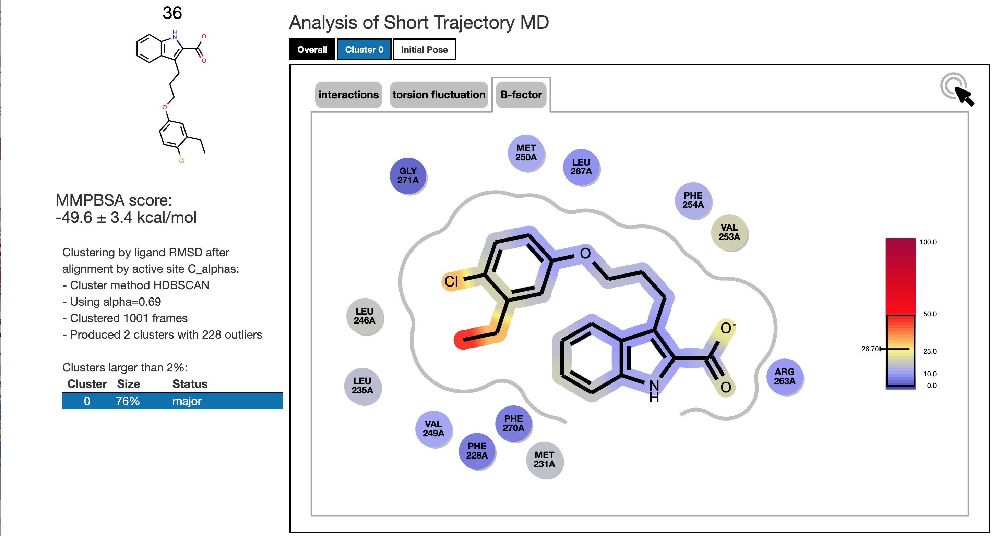 36
H
N
O-
O
O
Cl
MMPBSA score:
-49.6 ± 3.4 kcal/mol
Clustering by ligand RMSD after
alignment by active site C_alphas:
- Cluster method HDBSCAN
- Using alpha=0.69
- Clustered 1001 frames
- Produced 2 clusters with 228 outliers
Clusters larger than 2%:
Cluster Size Status
0 76% major
Analysis of Short Trajectory MD
Overall Cluster 0 Initial Pose
interactions torsion fluctuation B-factor
MET
250A
LEU
267A
GLY
271A
PHE
254A
VAL
253A
O
Cl
LEU
246A
O-
O
N
H
ARG
263A
LEU
235A
VAL
249A
PHE
270A
PHE
228A
MET
231A
100.0
50.0
26.70
25.0
10.0
0.0